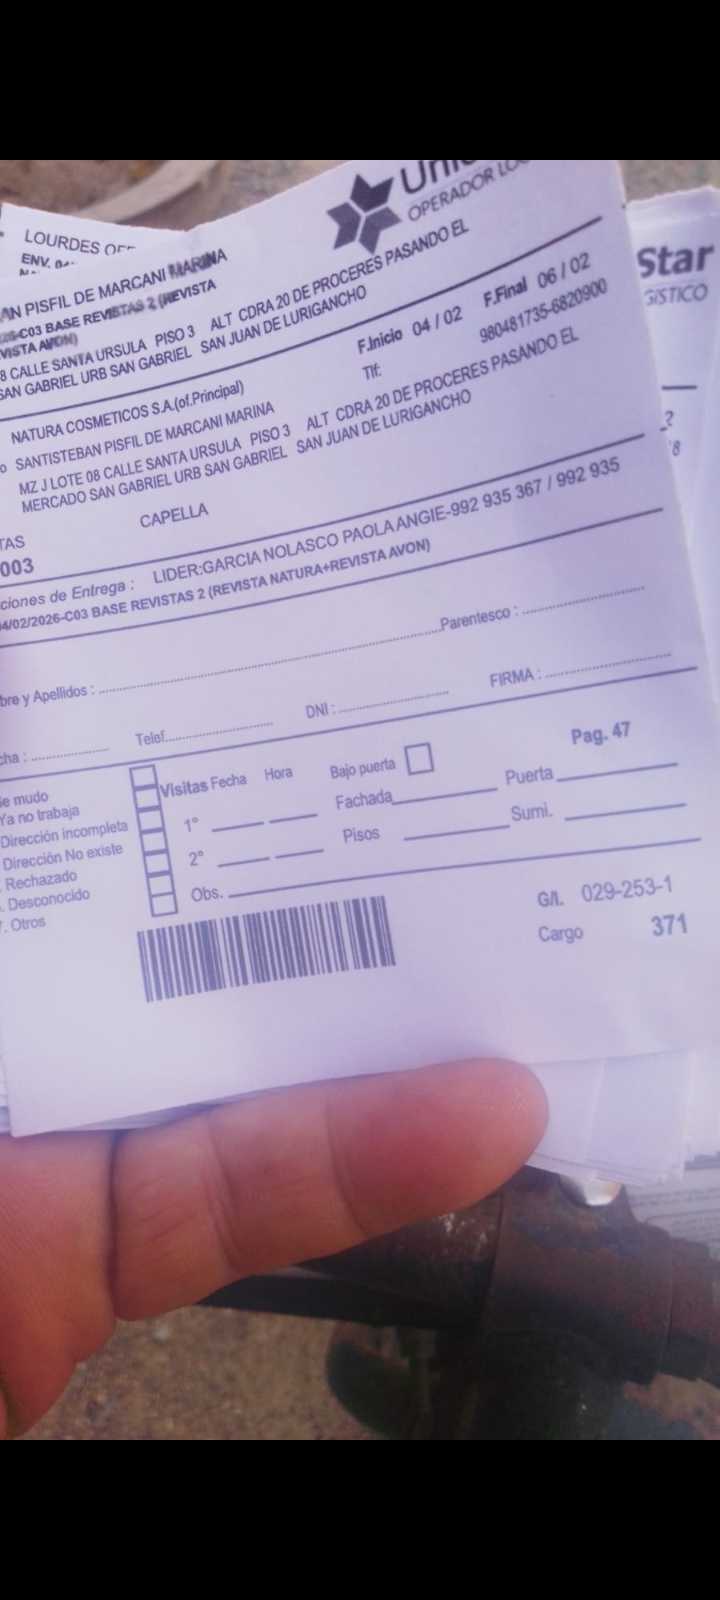 LOURDES
ENV.
AN PISFIL DE MARCANI MARINA
C03 BASE REVISTAS 2 (REVISTA
VISTA AVON)
8 CALLE SANTA URSULA PISO 3 ALT CDRA 20 DE PROCERES PASANDO EL
SAN GABRIEL URB SAN GABRIEL SAN JUAN DE LURIGANCHO
OPERADOR
Star
GÍSTICO
F.Inicio 04 / 02 F.Final 06 / 02
NATURA COSMETICOS S.A.(of.Principal) Tlf: 980481735-6820900
o SANTISTEBAN PISFIL DE MARCANI MARINA
MZ J LOTE 08 CALLE SANTA URSULA PISO 3 ALT CDRA 20 DE PROCERES PASANDO EL
MERCADO SAN GABRIEL URB SAN GABRIEL SAN JUAN DE LURIGANCHO
TAS CAPELLA
003
ciones de Entrega : LIDER:GARCIA NOLASCO PAOLA ANGIE-992 935 367 / 992 935
4/02/2026-C03 BASE REVISTAS 2 (REVISTA NATURA+REVISTA AVON)
bre y Apellidos : Parentesco :
cha : Telef. DNI : FIRMA :
se mudo
Ya no trabaja
Dirección incompleta
Dirección No existe
. Rechazado
. Desconocido
7. Otros
Visitas Fecha Hora Bajo puerta Pag. 47
1° Fachada Puerta
2° Pisos Sumi.
Obs.
G/I. 029-253-1
Cargo 371